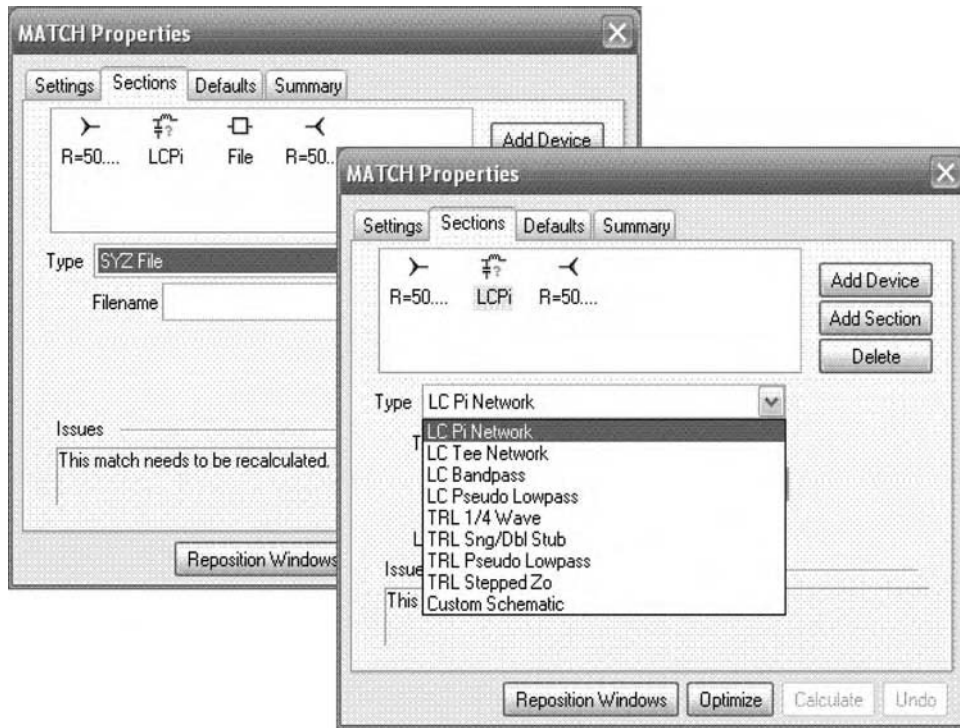 MATCH Properties
Settings Sections Defaults Summary
R=50.... LCPi File R=50..
Add Device
Type SYZ File
Filename
Issues
This match needs to be recalculated.
Reposition Windows
MATCH Properties
Settings Sections Defaults Summary
R=50.... LCPi R=50....
Add Device
Add Section
Delete
Type LC Pi Network
LC Pi Network
T LC Tee Network
LC Bandpass
LC Pseudo Lowpass
TRL 1/4 Wave
L TRL Sng/Dbl Stub
Issue TRL Pseudo Lowpass
TRL Stepped Zo
This Custom Schematic
Reposition Windows Optimize Calculate Undo